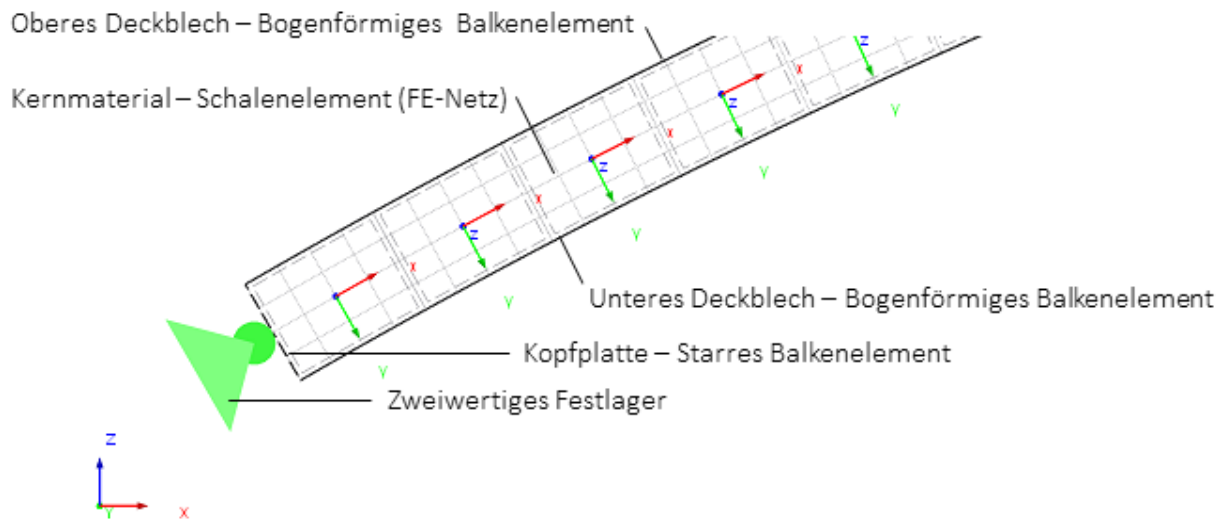 Oberes Deckblech – Bogenförmiges Balkenelement
z
x
Kernmaterial – Schalenelement (FE-Netz)
z
x
y
z
x
y
z
x
y
Unteres Deckblech – Bogenförmiges Balkenelement
y
Kopfplatte – Starres Balkenelement
y
Zweiwertiges Festlager
z
y
x